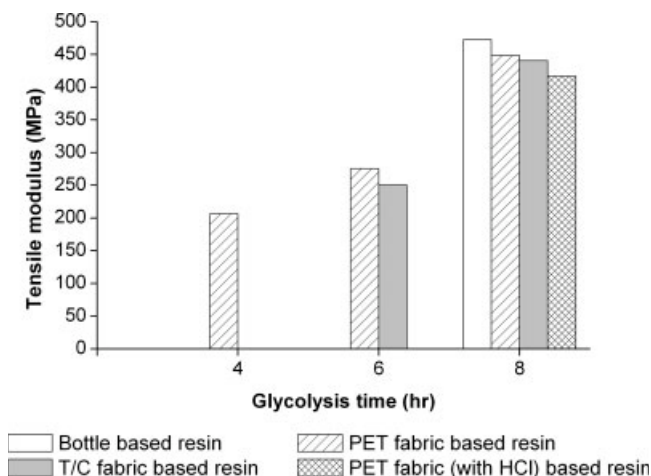 500
450
400
350
300
250
200
150
100
50
0
Tensile modulus (MPa)
4 6 8
Glycolysis time (hr)
Bottle based resin PET fabric based resin
T/C fabric based resin PET fabric (with HCl) based resin